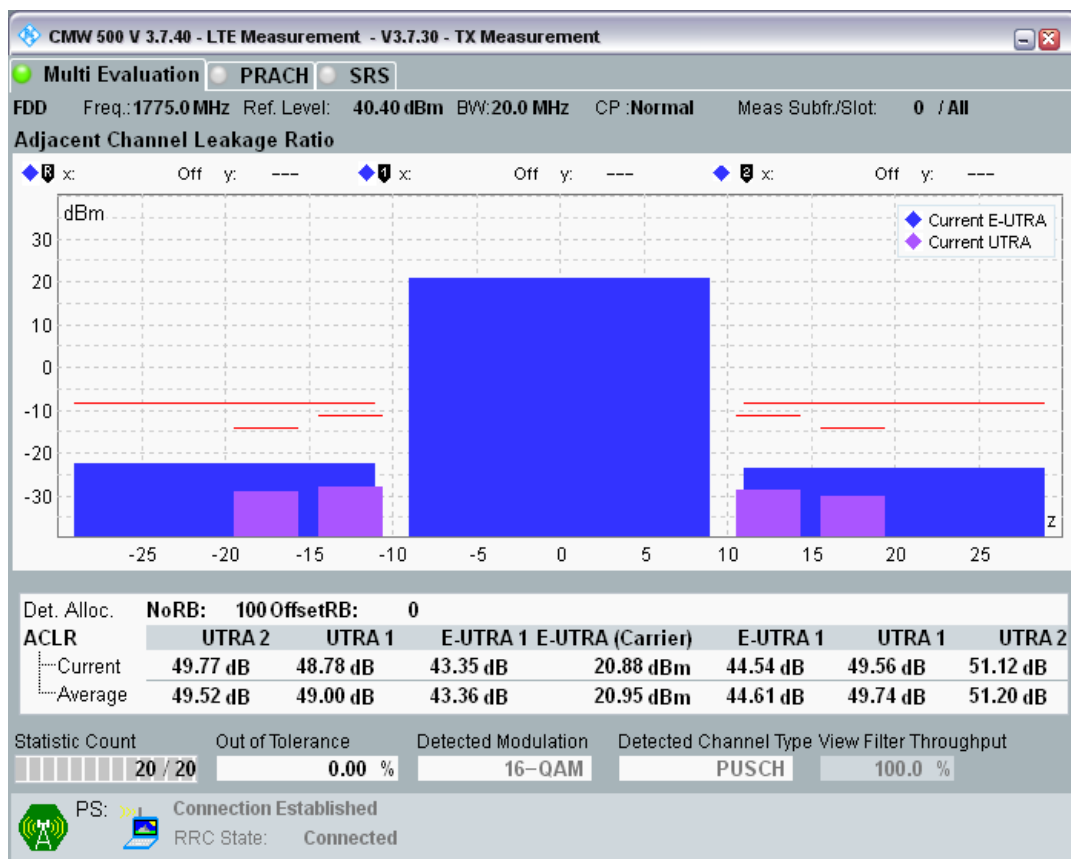 CMW 500 V 3.7.40 - LTE Measurement - V3.7.30 - TX Measurement
Multi Evaluation PRACH SRS
FDD Freq.: 1775.0 MHz Ref. Level: 40.40 dBm BW: 20.0 MHz CP : Normal Meas Subfr./Slot: 0 / All
Adjacent Channel Leakage Ratio
R x: Off y: --- 1 x: Off y: --- 2 x: Off y: ---
dBm
Current E-UTRA
Current UTRA
30
20
10
0
-10
-20
-30
z
-25 -20 -15 -10 -5 0 5 10 15 20 25
Det. Alloc. NoRB: 100 OffsetRB: 0
ACLR UTRA 2 UTRA 1 E-UTRA 1 E-UTRA (Carrier) E-UTRA 1 UTRA 1 UTRA 2
Current 49.77 dB 48.78 dB 43.35 dB 20.88 dBm 44.54 dB 49.56 dB 51.12 dB
Average 49.52 dB 49.00 dB 43.36 dB 20.95 dBm 44.61 dB 49.74 dB 51.20 dB
Statistic Count Out of Tolerance Detected Modulation Detected Channel Type View Filter Throughput
20 / 20 0.00 % 16-QAM PUSCH 100.0 %
PS: Connection Established
RRC State: Connected